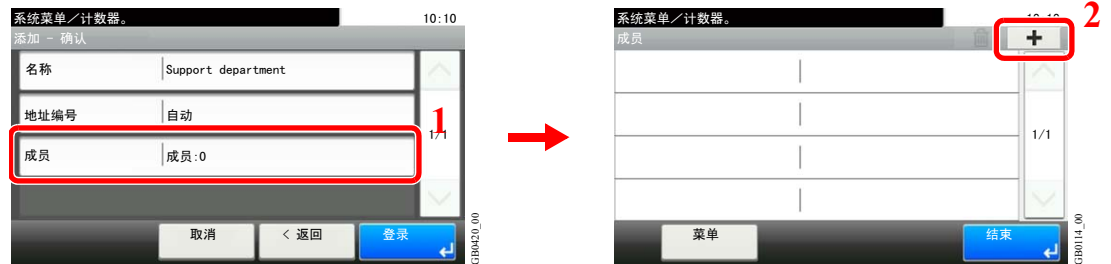 系统菜单／计数器。 10:10
添加 - 确认
名称 Support department
地址编号 自动
1
1/1
成员 成员:0
取消 < 返回 登录
GB0420_00
系统菜单／计数器。 10:10
2
成员 +
1/1
菜单 结束
GB0114_00